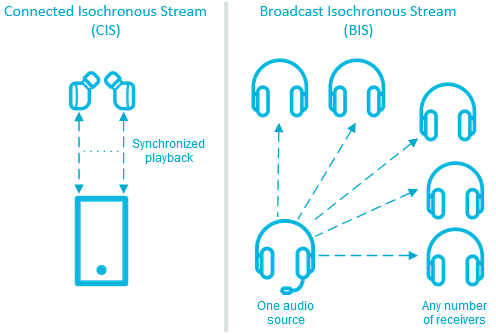 Connected Isochronous Stream
(CIS)
Synchronized
playback
Broadcast Isochronous Stream
(BIS)
One audio
source
Any number
of receivers